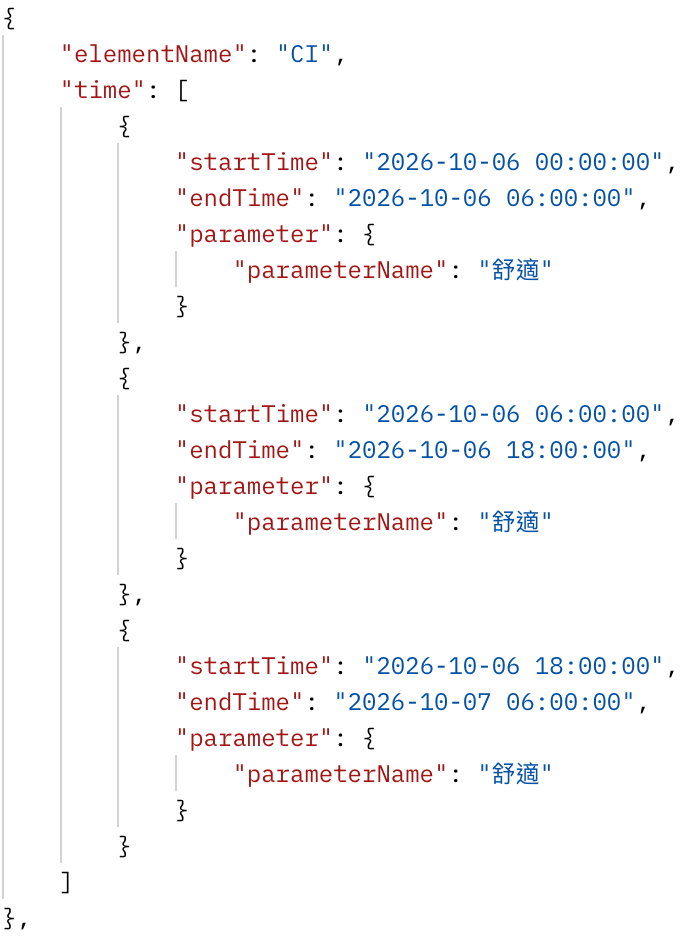 {
    "elementName": "CI",
    "time": [
        {
            "startTime": "2026-10-06 00:00:00",
            "endTime": "2026-10-06 06:00:00",
            "parameter": {
                "parameterName": "舒適"
            }
        },
        {
            "startTime": "2026-10-06 06:00:00",
            "endTime": "2026-10-06 18:00:00",
            "parameter": {
                "parameterName": "舒適"
            }
        },
        {
            "startTime": "2026-10-06 18:00:00",
            "endTime": "2026-10-07 06:00:00",
            "parameter": {
                "parameterName": "舒適"
            }
        }
    ]
},